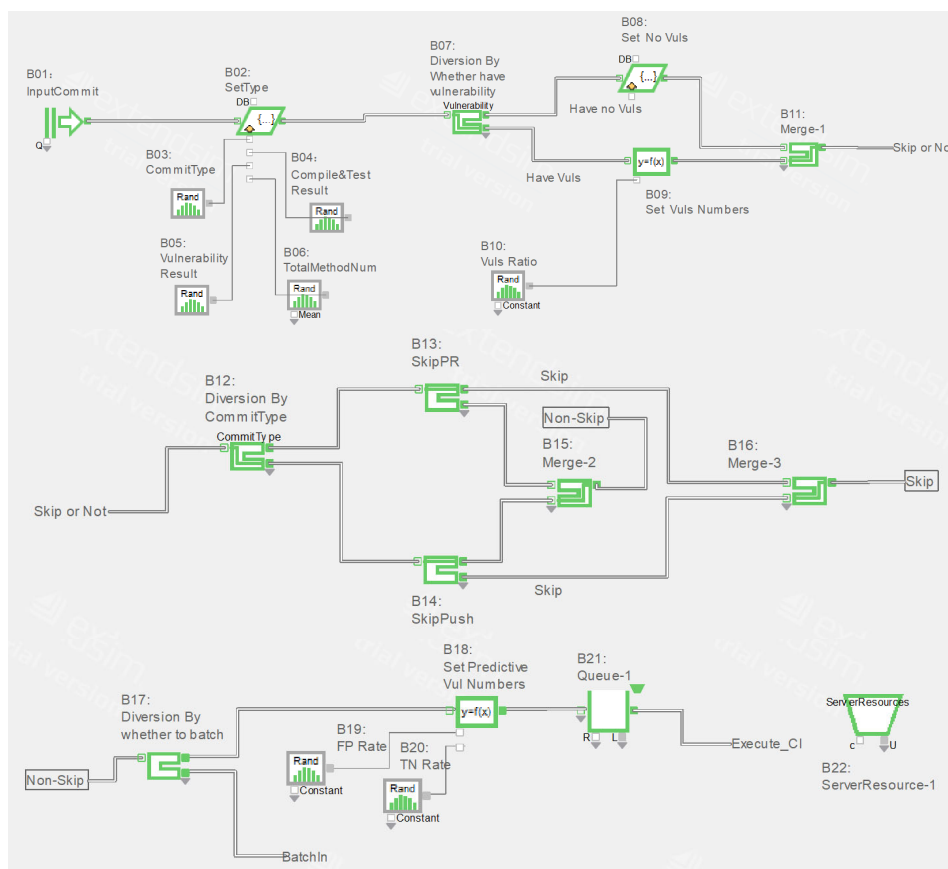 B01:
InputCommit
Q
B02:
SetType
DB
{...}
B03:
CommitType
Rand
B04:
Compile&Test
Result
Rand
B05:
Vulnerability
Result
Rand
B06:
TotalMethodNum
Rand
Mean
B07:
Diversion By
Whether have
vulnerability
Vulnerability
B08:
Set No Vuls
DB
{...}
Have no Vuls
Have Vuls
y=f(x)
B09:
Set Vuls Numbers
B10:
Vuls Ratio
Rand
Constant
B11:
Merge-1
Skip or No
B12:
Diversion By
CommitType
CommitType
Skip or Not
B13:
SkipPR
Skip
Non-Skip
B15:
Merge-2
B16:
Merge-3
Skip
B14:
SkipPush
Skip
B17:
Diversion By
whether to batch
Non-Skip
BatchIn
B18:
Set Predictive
Vul Numbers
y=f(x)
B19:
FP Rate
Rand
Constant
B20:
TN Rate
Rand
Constant
B21:
Queue-1
R
L
Execute_CI
ServerResources
c
U
B22:
ServerResource-1